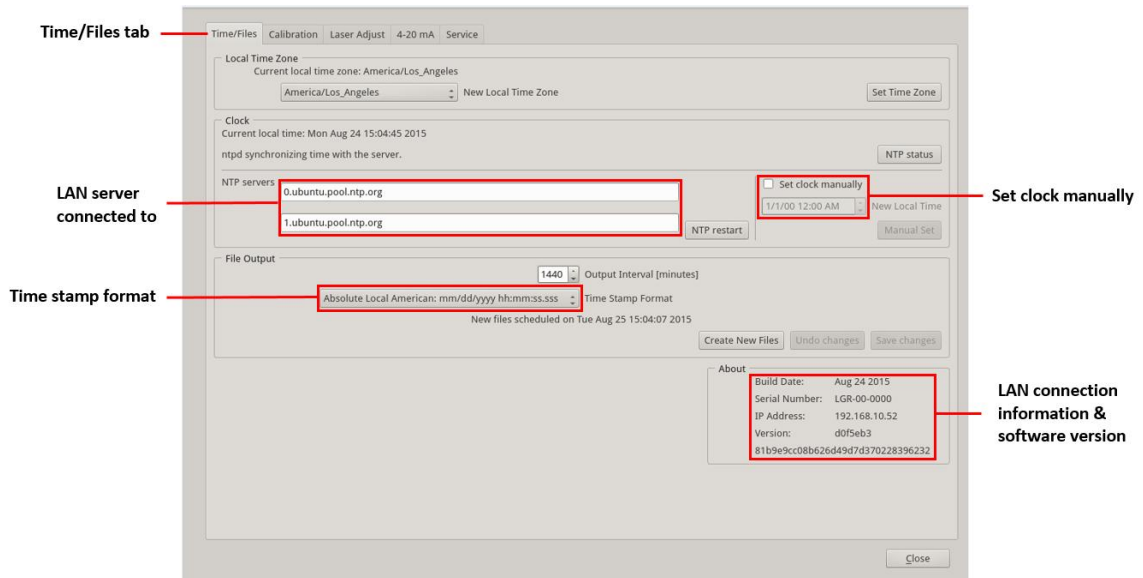 Time/Files tab
Time/Files Calibration Laser Adjust 4-20 mA Service
Local Time Zone
Current local time zone: America/Los_Angeles
America/Los_Angeles New Local Time Zone Set Time Zone
Clock
Current local time: Mon Aug 24 15:04:45 2015
ntpd synchronizing time with the server. NTP status
LAN server
connected to
NTP servers
0.ubuntu.pool.ntp.org
1.ubuntu.pool.ntp.org
NTP restart
Set clock manually
1/1/00 12:00 AM New Local Time
Manual Set
Set clock manually
File Output
1440 Output Interval [minutes]
Time stamp format
Absolute Local American: mm/dd/yyyy hh:mm:ss.sss Time Stamp Format
New files scheduled on Tue Aug 25 15:04:07 2015
Create New Files Undo changes Save changes
About
Build Date: Aug 24 2015
Serial Number: LGR-00-0000
IP Address: 192.168.10.52
Version: d0f5eb3
81b9e9cc08b626d49d7d370228396232
LAN connection
information &
software version
Close